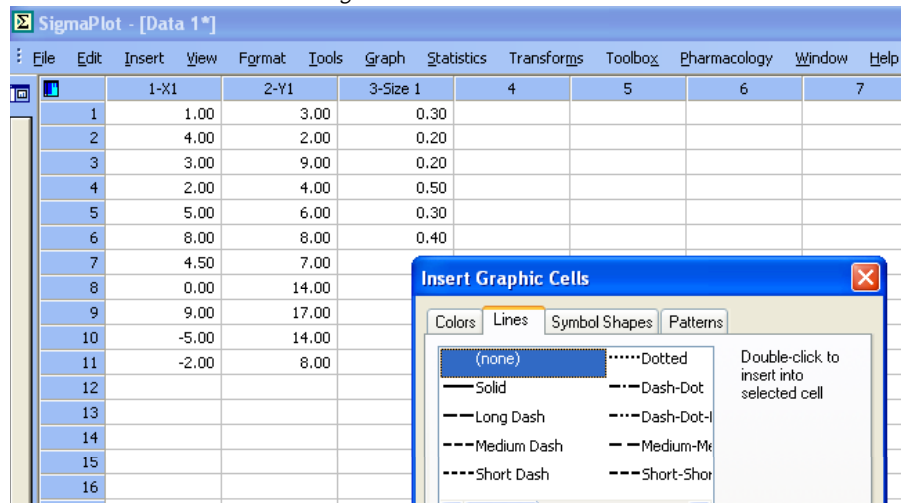 SigmaPlot - [Data 1*]
File Edit Insert View Format Tools Graph Statistics Transforms Toolbox Pharmacology Window Help
1-X1 2-Y1 3-Size 1 4 5 6 7
1 1.00 3.00 0.30
2 4.00 2.00 0.20
3 3.00 9.00 0.20
4 2.00 4.00 0.50
5 5.00 6.00 0.30
6 8.00 8.00 0.40
7 4.50 7.00
8 0.00 14.00
9 9.00 17.00
10 -5.00 14.00
11 -2.00 8.00
12
13
14
15
16
Insert Graphic Cells
Colors Lines Symbol Shapes Patterns
(none) Dotted
Solid Dash-Dot
Long Dash Dash-Dot-
Medium Dash Medium-
Short Dash Short-
Double-click to
insert into
selected cell